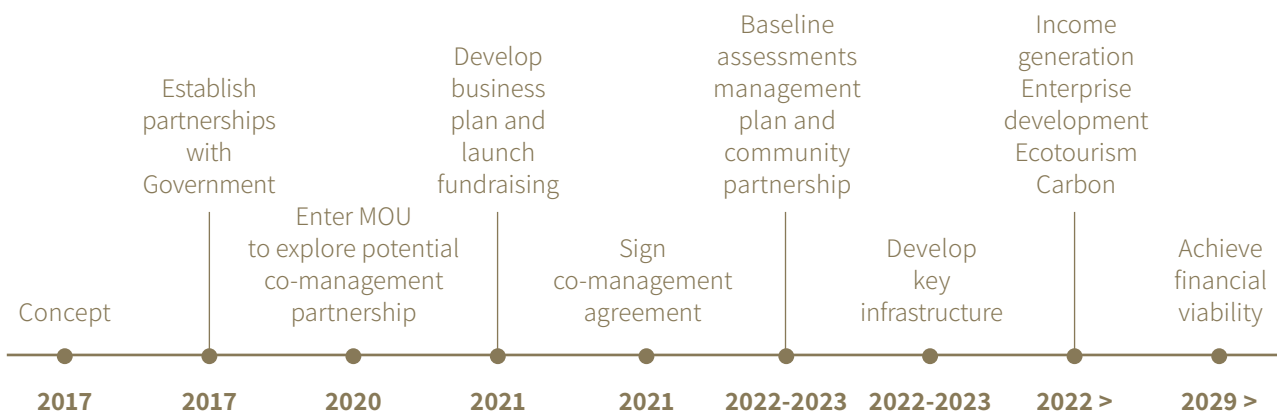 Concept
2017
Establish
partnerships
with
Government
2017
Enter MOU
to explore potential
co-management
partnership
2020
Develop
business
plan and
launch
fundraising
2021
Sign
co-management
agreement
2021
Baseline
assessments
management
plan and
community
partnership
2022-2023
Develop
key
infrastructure
2022-2023
Income
generation
Enterprise
development
Ecotourism
Carbon
2022 >
Achieve
financial
viability
2029 >